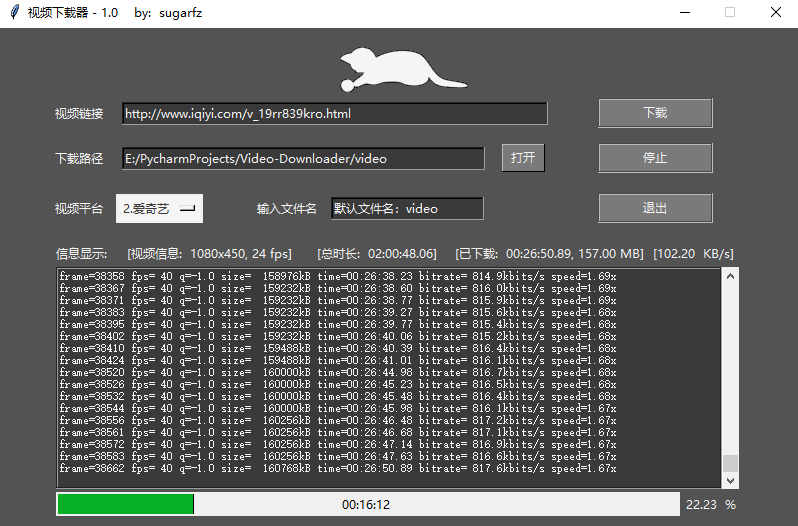 视频下载器 - 1.0 by: sugarfz
视频链接 http://www.iqiyi.com/v_19rr839kro.html 下载
下载路径 E:/PycharmProjects/Video-Downloader/video 打开 停止
视频平台 2.爱奇艺 输入文件名 默认文件名：video 退出
信息显示: [视频信息: 1080x450, 24 fps] [总时长: 02:00:48.06] [已下载: 00:26:50.89, 157.00 MB] [102.20 KB/s]
frame=38358 fps= 40 q=-1.0 size= 158976kB time=00:26:38.23 bitrate= 814.9kbits/s speed=1.69x
frame=38367 fps= 40 q=-1.0 size= 159232kB time=00:26:38.60 bitrate= 816.0kbits/s speed=1.69x
frame=38371 fps= 40 q=-1.0 size= 159232kB time=00:26:38.77 bitrate= 815.9kbits/s speed=1.69x
frame=38383 fps= 40 q=-1.0 size= 159232kB time=00:26:39.27 bitrate= 815.6kbits/s speed=1.68x
frame=38395 fps= 40 q=-1.0 size= 159232kB time=00:26:39.77 bitrate= 815.4kbits/s speed=1.68x
frame=38402 fps= 40 q=-1.0 size= 159232kB time=00:26:40.06 bitrate= 815.2kbits/s speed=1.68x
frame=38410 fps= 40 q=-1.0 size= 159488kB time=00:26:40.39 bitrate= 816.4kbits/s speed=1.68x
frame=38424 fps= 40 q=-1.0 size= 159488kB time=00:26:41.01 bitrate= 816.1kbits/s speed=1.68x
frame=38520 fps= 40 q=-1.0 size= 160000kB time=00:26:44.98 bitrate= 816.7kbits/s speed=1.68x
frame=38526 fps= 40 q=-1.0 size= 160000kB time=00:26:45.23 bitrate= 816.5kbits/s speed=1.68x
frame=38532 fps= 40 q=-1.0 size= 160000kB time=00:26:45.48 bitrate= 816.4kbits/s speed=1.68x
frame=38544 fps= 40 q=-1.0 size= 160000kB time=00:26:45.98 bitrate= 816.1kbits/s speed=1.67x
frame=38556 fps= 40 q=-1.0 size= 160256kB time=00:26:46.48 bitrate= 817.2kbits/s speed=1.67x
frame=38561 fps= 40 q=-1.0 size= 160256kB time=00:26:46.68 bitrate= 817.1kbits/s speed=1.67x
frame=38572 fps= 40 q=-1.0 size= 160256kB time=00:26:47.14 bitrate= 816.9kbits/s speed=1.67x
frame=38583 fps= 40 q=-1.0 size= 160256kB time=00:26:47.63 bitrate= 816.6kbits/s speed=1.67x
frame=38662 fps= 40 q=-1.0 size= 160768kB time=00:26:50.89 bitrate= 817.6kbits/s speed=1.67x
00:16:12 22.23 %